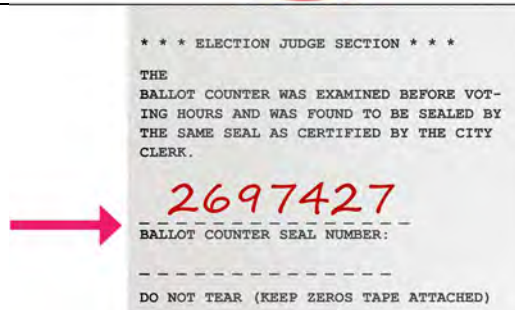 * * * ELECTION JUDGE SECTION * * *
THE
BALLOT COUNTER WAS EXAMINED BEFORE VOT-
ING HOURS AND WAS FOUND TO BE SEALED BY
THE SAME SEAL AS CERTIFIED BY THE CITY
CLERK.
2697427
BALLOT COUNTER SEAL NUMBER:
DO NOT TEAR (KEEP ZEROS TAPE ATTACHED)